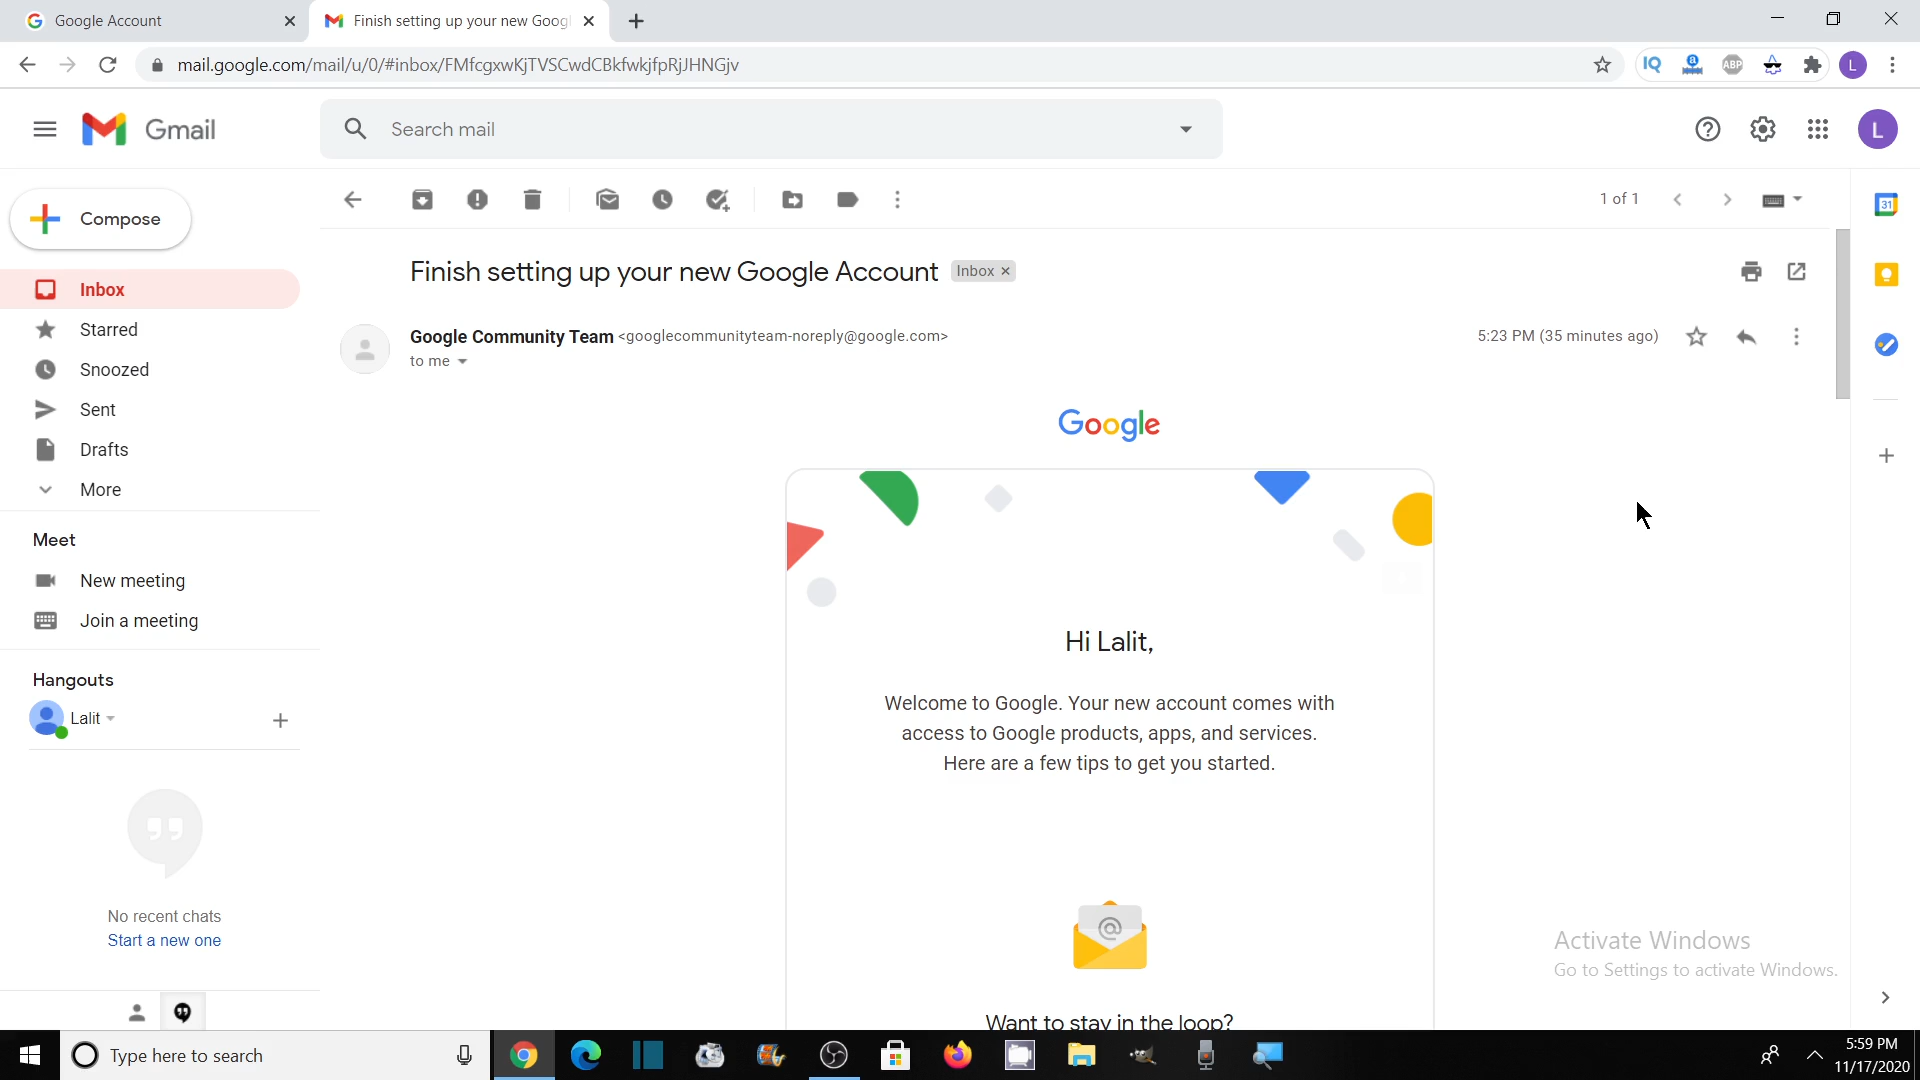 Google Account
Finish setting up your new Goog
mail.google.com/mail/u/0/#inbox/FMfcgxwKjTVSCwdCBkfwkjfpRjJHNGjv
IQ
a
ABP
L
Gmail
Search mail
L
Compose
1 of 1
31
Inbox
Starred
Snoozed
Sent
Drafts
More
Finish setting up your new Google Account
Inbox ×
Google Community Team <googlecommunityteam-noreply@google.com>
5:23 PM (35 minutes ago)
to me
Google
Hi Lalit,
Welcome to Google. Your new account comes with
access to Google products, apps, and services.
Here are a few tips to get you started.
@
Want to stay in the loop?
Meet
New meeting
Join a meeting
Hangouts
Lalit
No recent chats
Start a new one
Activate Windows
Go to Settings to activate Windows.
Type here to search
5:59 PM
11/17/2020